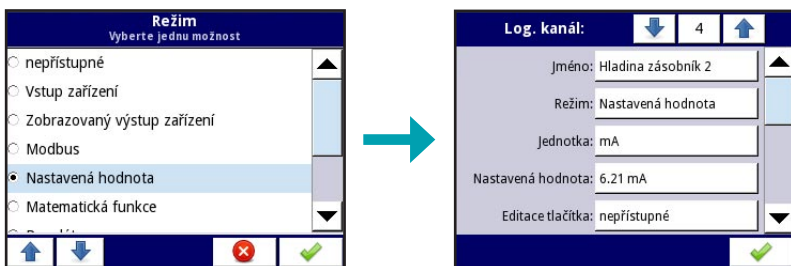 Režim
Vyberte jednu možnost
nepřístupné
Vstup zařízení
Zobrazovaný výstup zařízení
Modbus
Nastavená hodnota
Matematická funkce
Log. kanál: 4
Jméno: Hladina zásobník 2
Režim: Nastavená hodnota
Jednotka: mA
Nastavená hodnota: 6.21 mA
Editace tlačítka: nepřístupné